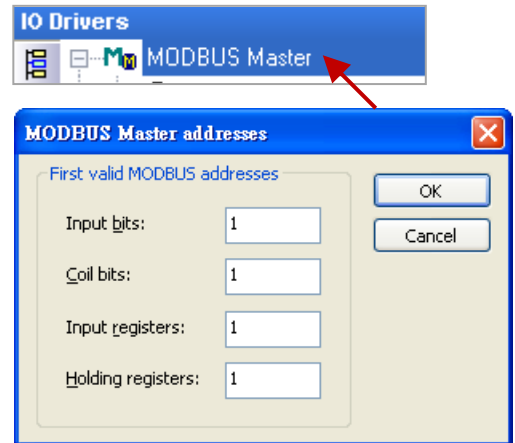 IO Drivers
MODBUS Master
MODBUS Master addresses
First valid MODBUS addresses
OK
Input bits: 1
Cancel
Coil bits: 1
Input registers: 1
Holding registers: 1